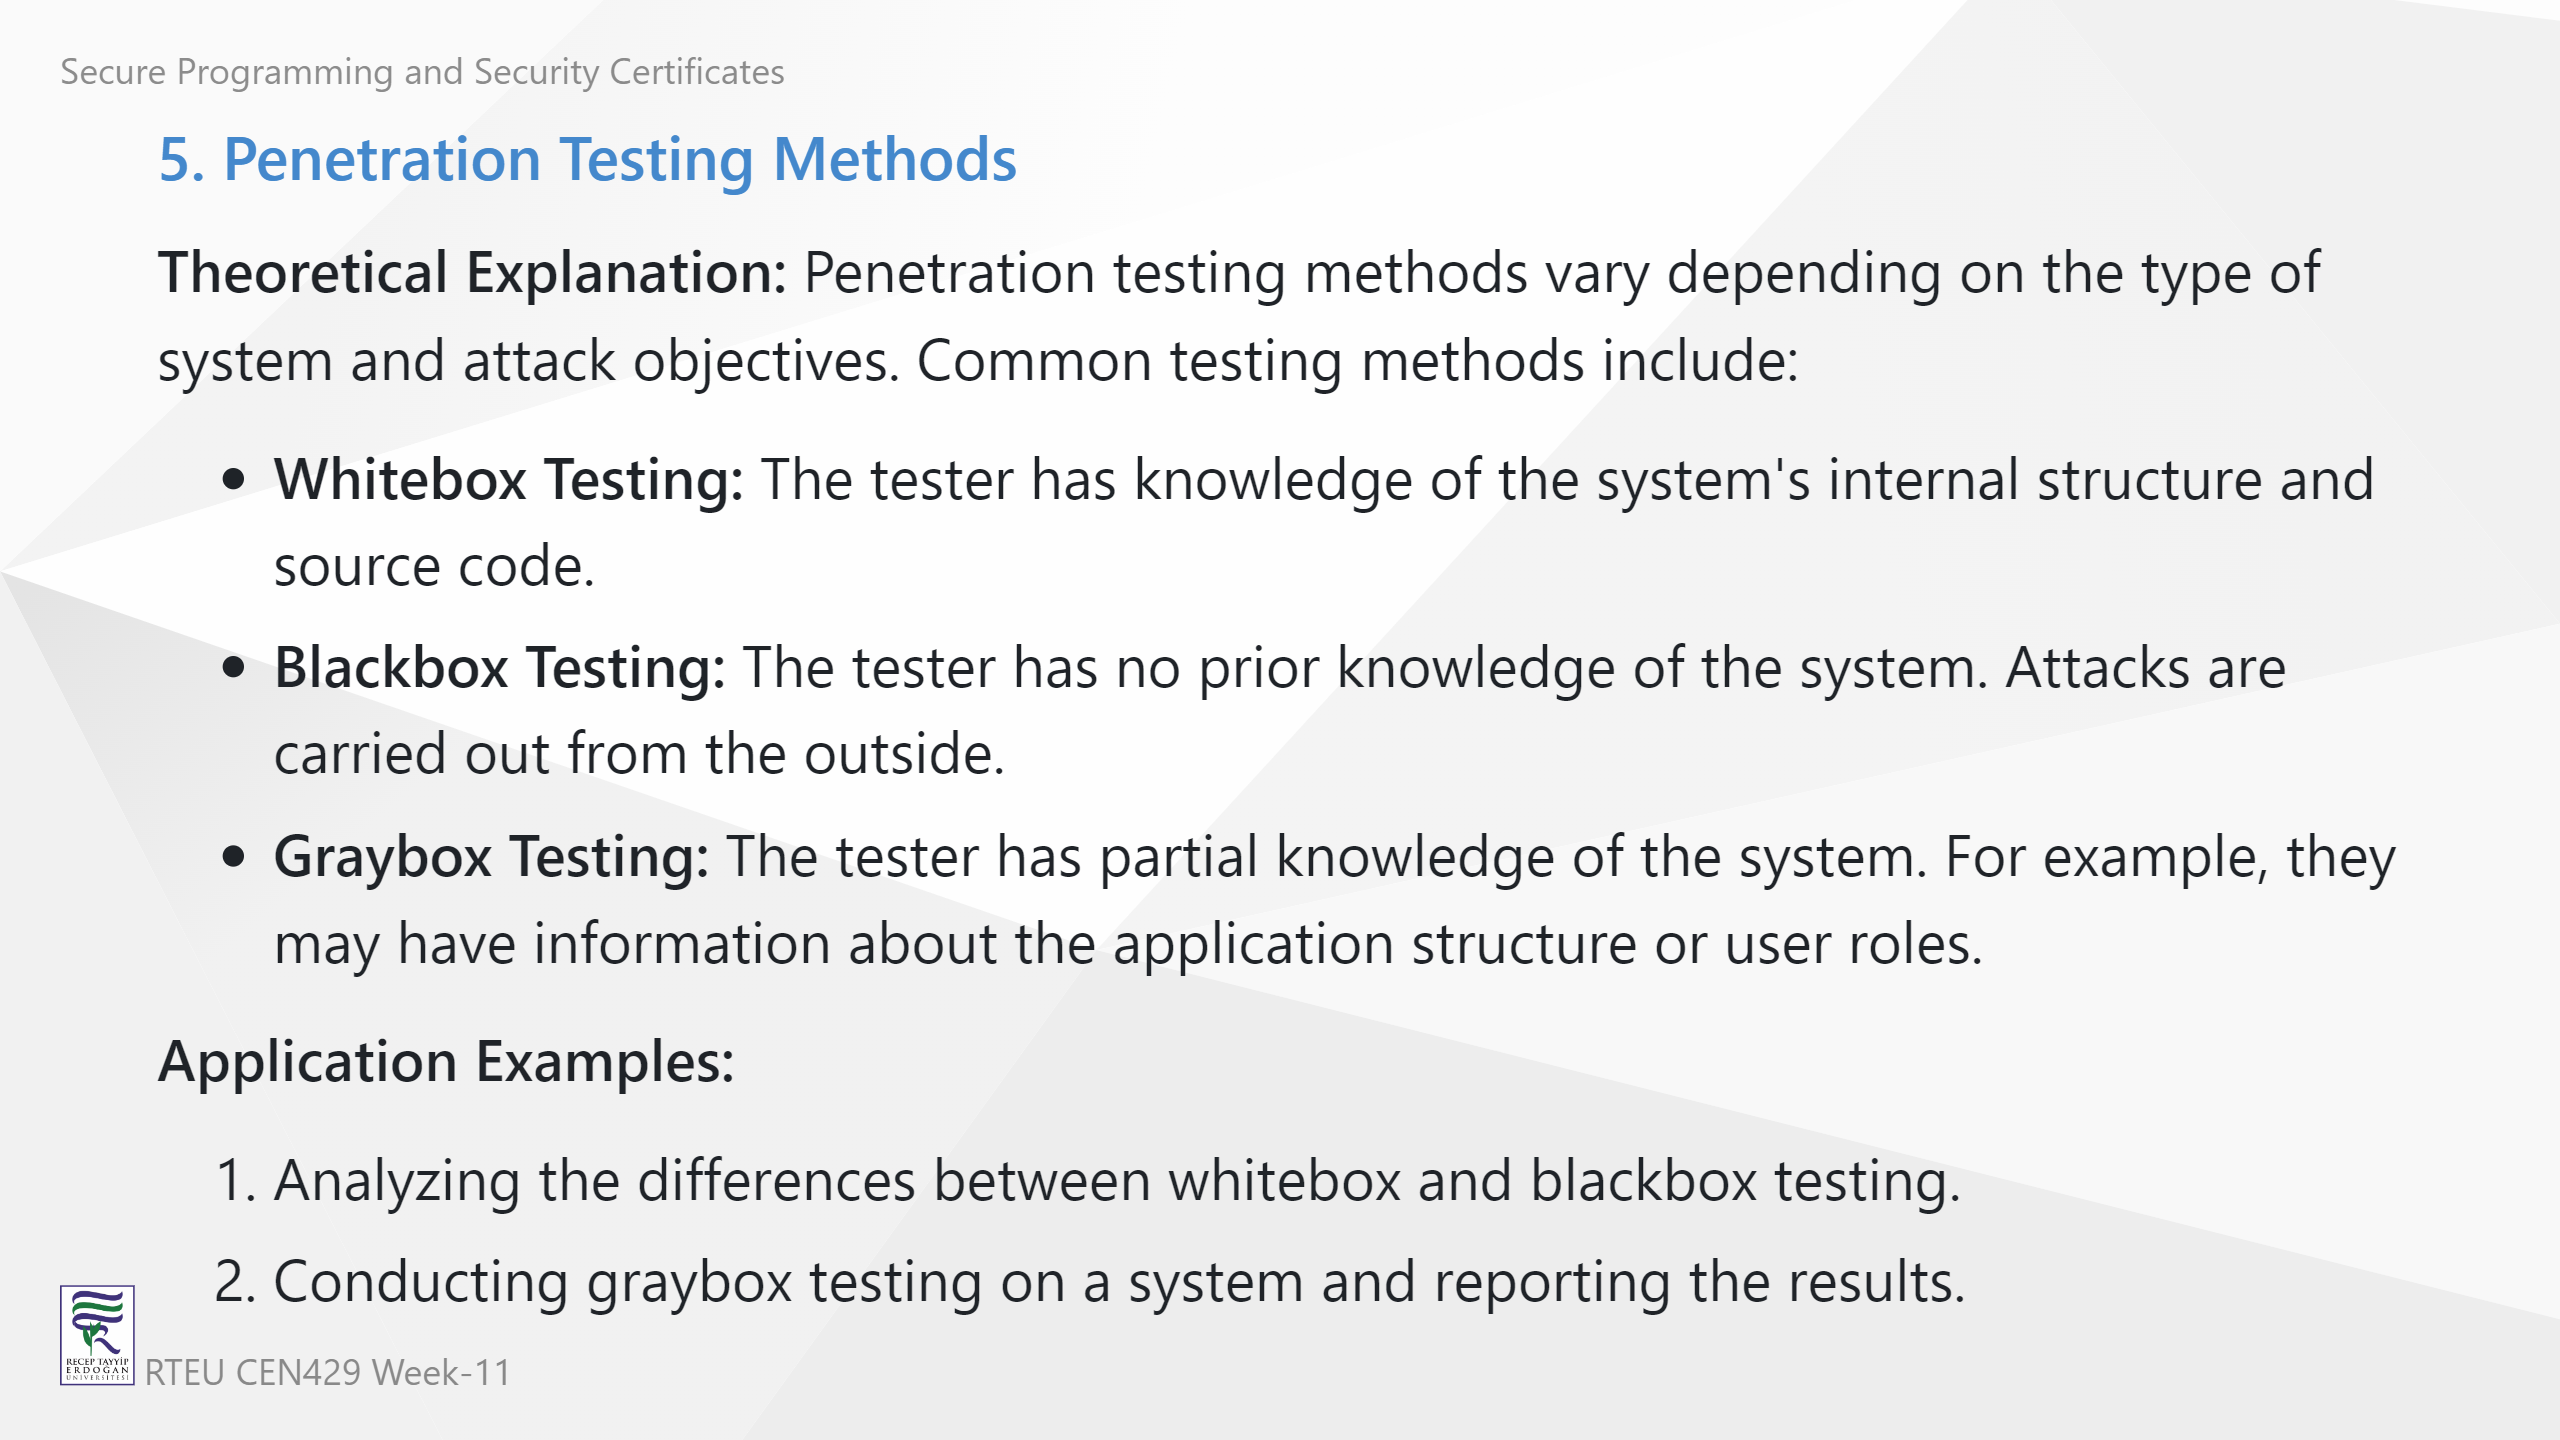 Secure Programming and Security Certificates
5. Penetration Testing Methods
Theoretical Explanation: Penetration testing methods vary depending on the type of
system and attack objectives. Common testing methods include:
• Whitebox Testing: The tester has knowledge of the system's internal structure and
source code.
• Blackbox Testing: The tester has no prior knowledge of the system. Attacks are
carried out from the outside.
• Graybox Testing: The tester has partial knowledge of the system. For example, they
may have information about the application structure or user roles.
Application Examples:
1. Analyzing the differences between whitebox and blackbox testing.
2. Conducting graybox testing on a system and reporting the results.
RECEP TAYYİP
ERDOĞAN
ÜNİVERSİTESİ
RTEU CEN429 Week-11